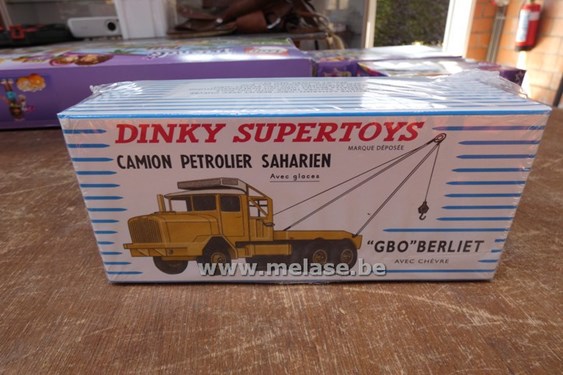 DINKY SUPERTOYS
MARQUE DÉPOSÉE
CAMION PETROLIER SAHARIEN
Avec glaces
"GBO" BERLIET
AVEC CHÈVRE
www.melase.be